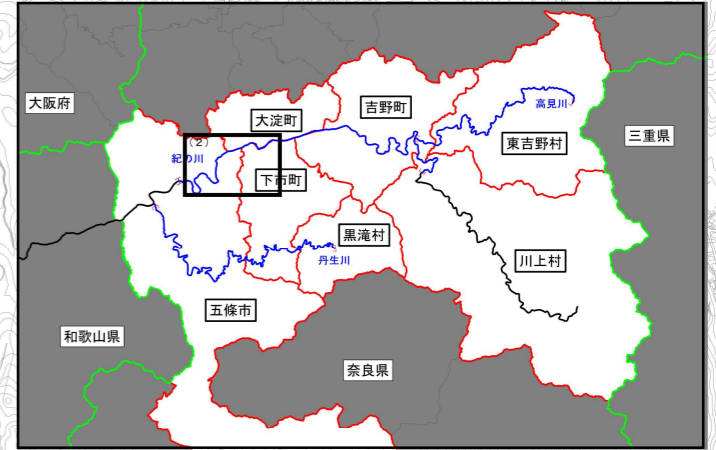 大阪府
大淀町
吉野町
高見川
東吉野村
三重県
(2)
紀の川
下市町
黒滝村
丹生川
川上村
五條市
和歌山県
奈良県